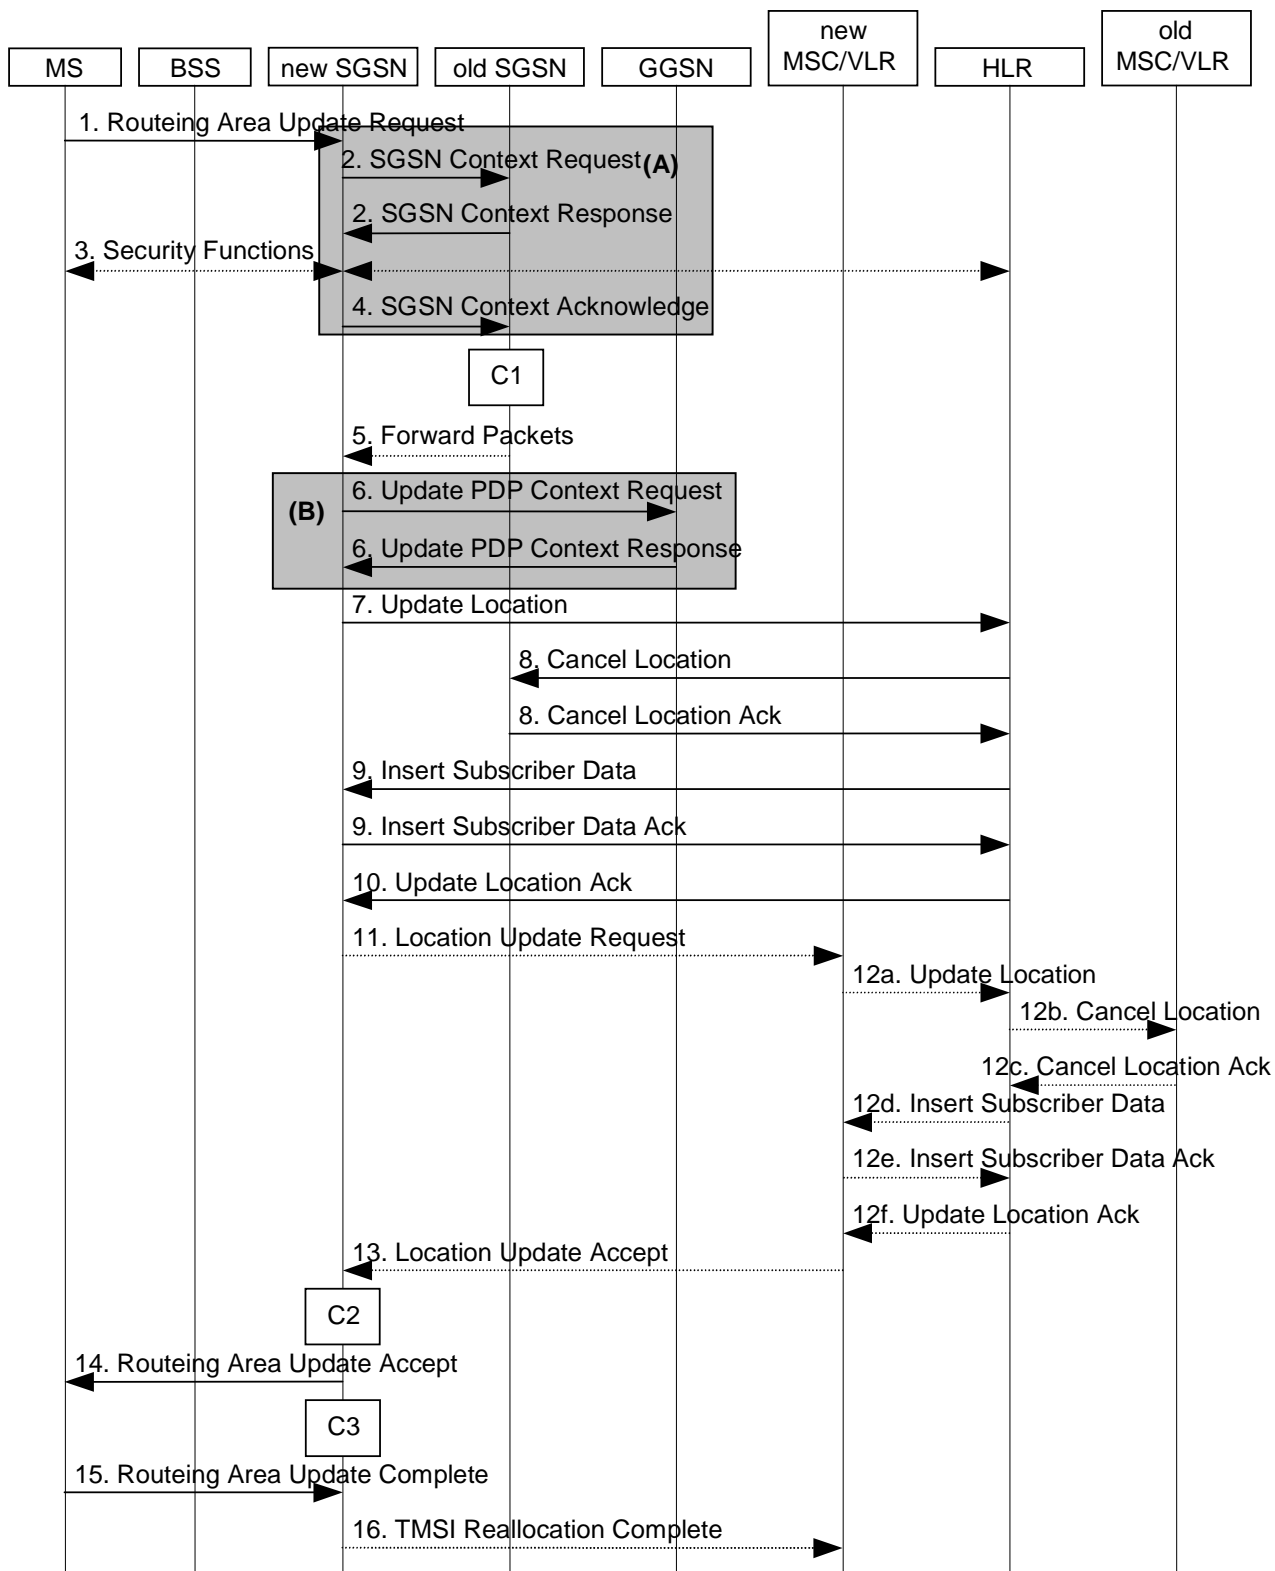 new
MSC/VLR
old
MSC/VLR
MS
BSS
new SGSN
old SGSN
GGSN
HLR
1. Routeing Area Update Request
2. SGSN Context Request
(A)
2. SGSN Context Response
3. Security Functions
4. SGSN Context Acknowledge
C1
5. Forward Packets
6. Update PDP Context Request
(B)
6. Update PDP Context Response
7. Update Location
8. Cancel Location
8. Cancel Location Ack
9. Insert Subscriber Data
9. Insert Subscriber Data Ack
10. Update Location Ack
11. Location Update Request
12a. Update Location
12b. Cancel Location
12c. Cancel Location Ack
12d. Insert Subscriber Data
12e. Insert Subscriber Data Ack
12f. Update Location Ack
13. Location Update Accept
C2
14. Routeing Area Update Accept
C3
15. Routeing Area Update Complete
16. TMSI Reallocation Complete